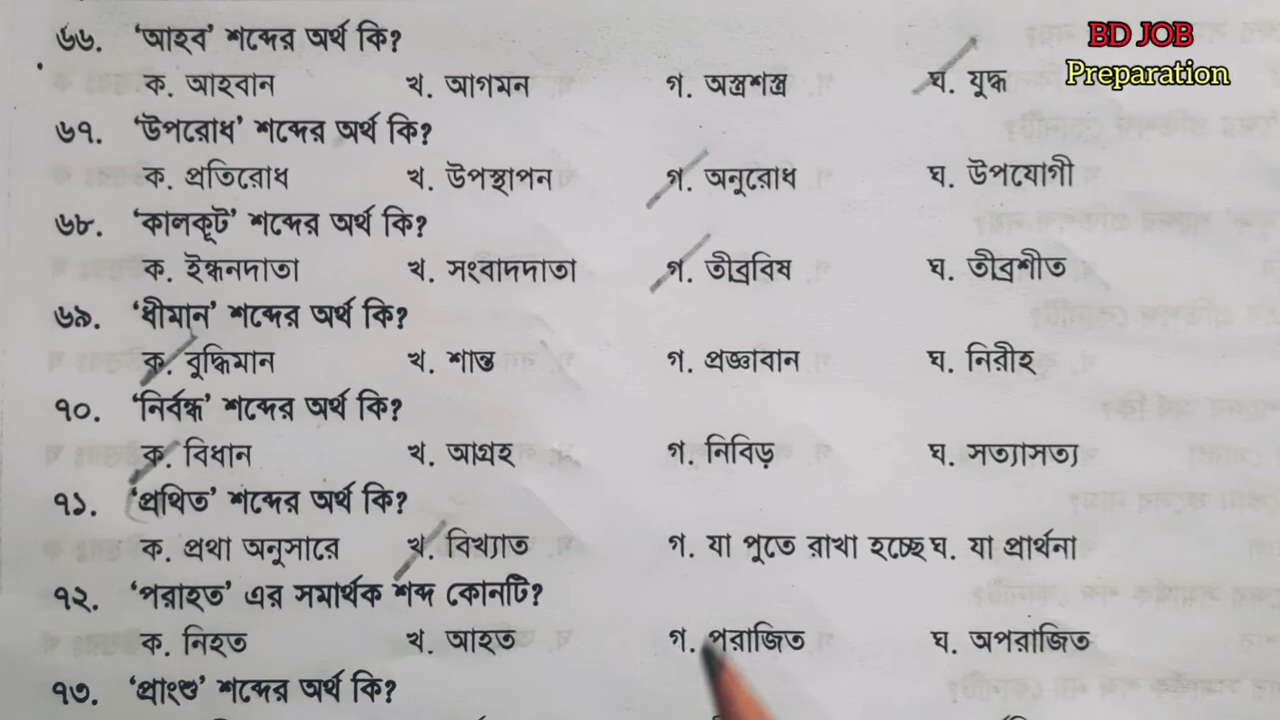 BD JOB
Preparation
৬৬. ‘আহব’ শব্দের অর্থ কি?
ক. আহবান খ. আগমন গ. অস্ত্রশস্ত্র ঘ. যুদ্ধ
৬৭. ‘উপরোধ’ শব্দের অর্থ কি?
ক. প্রতিরোধ খ. উপস্থাপন গ. অনুরোধ ঘ. উপযোগী
৬৮. ‘কালকূট’ শব্দের অর্থ কি?
ক. ইন্ধনদাতা খ. সংবাদদাতা গ. তীব্রবিষ ঘ. তীব্রশীত
৬৯. ‘ধীমান’ শব্দের অর্থ কি?
ক. বুদ্ধিমান খ. শান্ত গ. প্রজ্ঞাবান ঘ. নিরীহ
৭০. ‘নির্বন্ধ’ শব্দের অর্থ কি?
ক. বিধান খ. আগ্রহ গ. নিবিড় ঘ. সত্যাসত্য
৭১. ‘প্রথিত’ শব্দের অর্থ কি?
ক. প্রথা অনুসারে খ. বিখ্যাত গ. যা পুতে রাখা হচ্ছে ঘ. যা প্রার্থনা
৭২. ‘পরাহত’ এর সমার্থক শব্দ কোনটি?
ক. নিহত খ. আহত গ. পরাজিত ঘ. অপরাজিত
৭৩. ‘প্রাংশু’ শব্দের অর্থ কি?